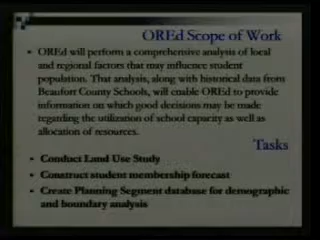 OREd Scope of Work
• OREd will perform a comprehensive analysis of local
and regional factors that may influence student
population. That analysis, along with historical data from
Beaufort County Schools, will enable OREd to provide
information on which good decisions may be made
regarding the utilization of school capacity as well as
allocation of resources.
Tasks
• Conduct Land Use Study
• Construct student membership forecast
• Create Planning Segment database for demographic
and boundary analysis